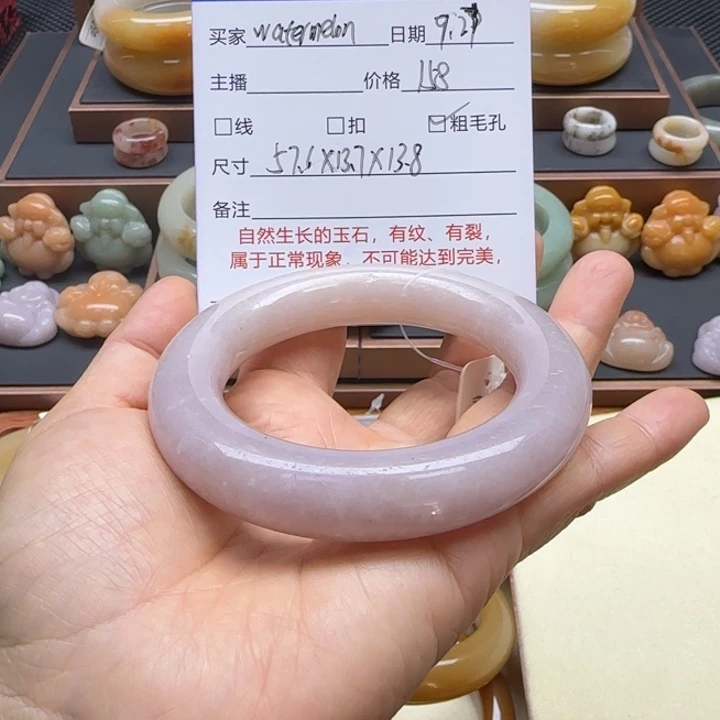 买家 watermelon 日期 9.27
主播 价格 158
□线 □扣 ☑粗毛孔
尺寸 57.6X13.7X13.8
备注
自然生长的玉石，有纹、有裂，
属于正常现象，不可能达到完美，